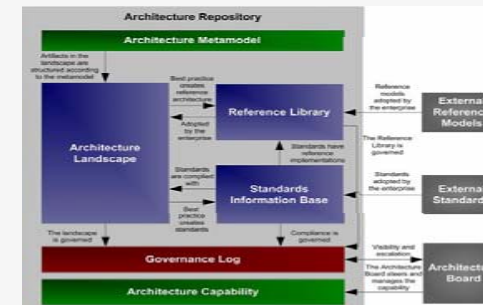 Architecture Repository
Architecture Metamodel
Artifacts in the
landscape are
structured according
to the metamodel
Best practice
creates
reference
architecture
Reference
models
adopted by
the enterprise
External
Reference
Models
Reference Library
Adopted
by the
enterprise
The Reference
Library is
governed
Architecture
Landscape
Standards have
reference
implementations
Standards
are complied
with
Standards
adopted by
the enterprise
External
Standards
Standards
Information Base
Best
practice
creates
standards
The landscape
is governed
Compliance is
governed
Visibility and
escalation
Governance Log
The Architecture
Board steers and
manages the
capability
Architecture
Board
Architecture Capability